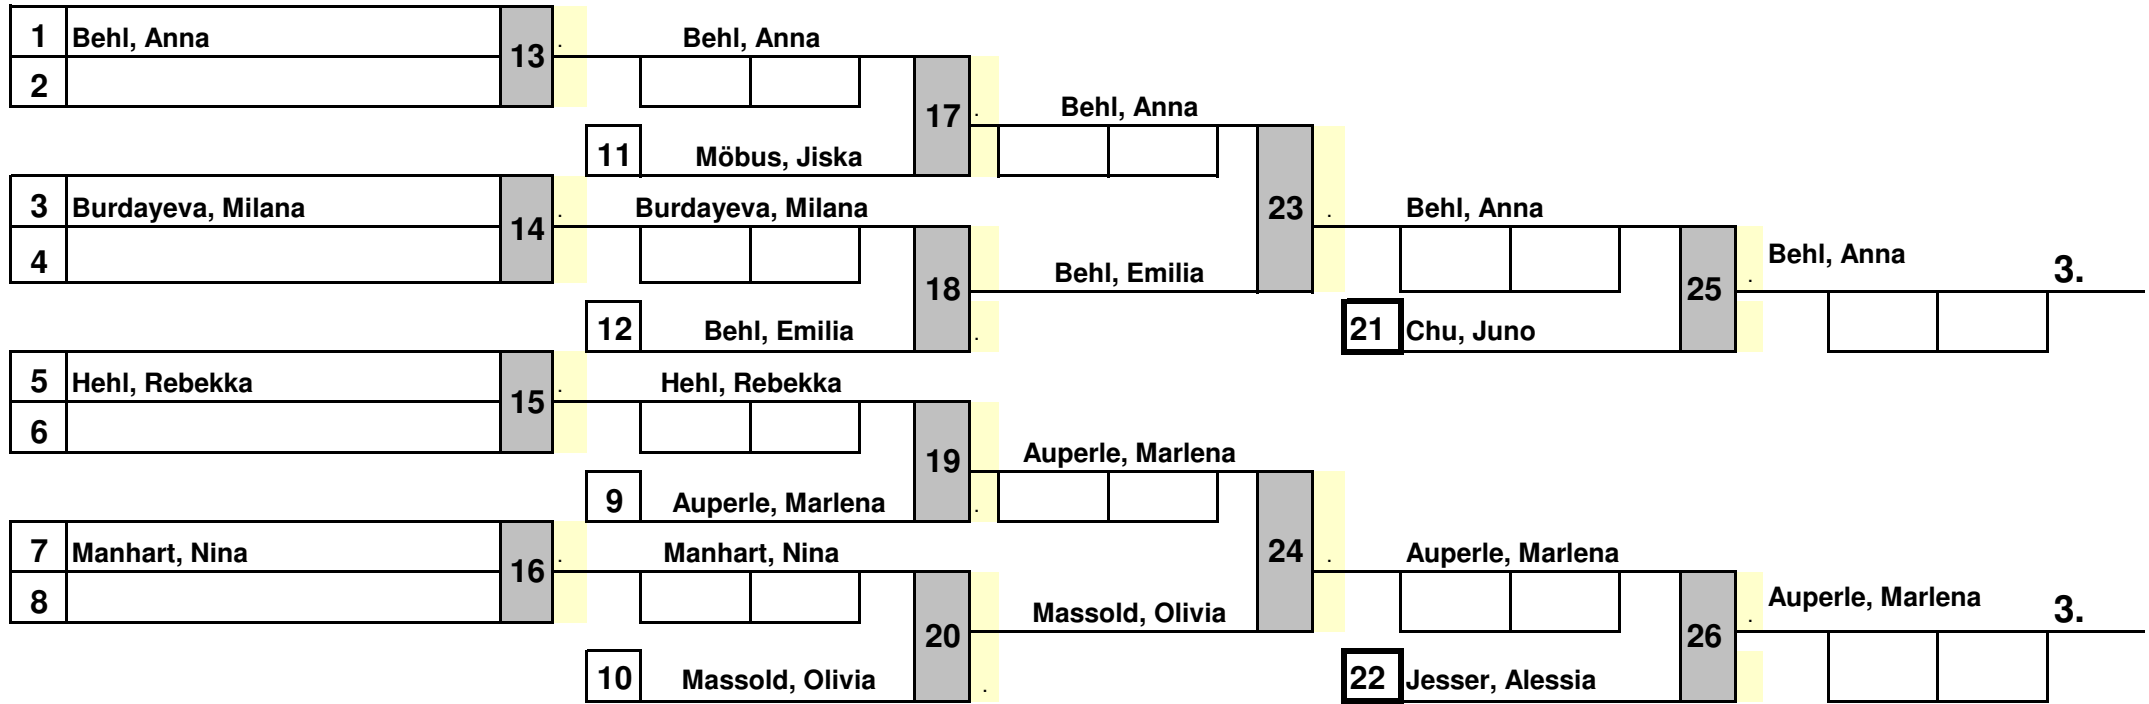 1 Behl, Anna 13 . Behl, Anna
2
17 . Behl, Anna
11 Möbus, Jiska
3 Burdayeva, Milana 14 . Burdayeva, Milana 23 . Behl, Anna
4
18 Behl, Emilia
25 . Behl, Anna 3.
12 Behl, Emilia . 21 Chu, Juno
5 Hehl, Rebekka 15 . Hehl, Rebekka
6
19 Auperle, Marlena
9 Auperle, Marlena .
7 Manhart, Nina 16 . Manhart, Nina 24 . Auperle, Marlena
8
20 Massold, Olivia
26 . Auperle, Marlena 3.
10 Massold, Olivia . 22 Jesser, Alessia